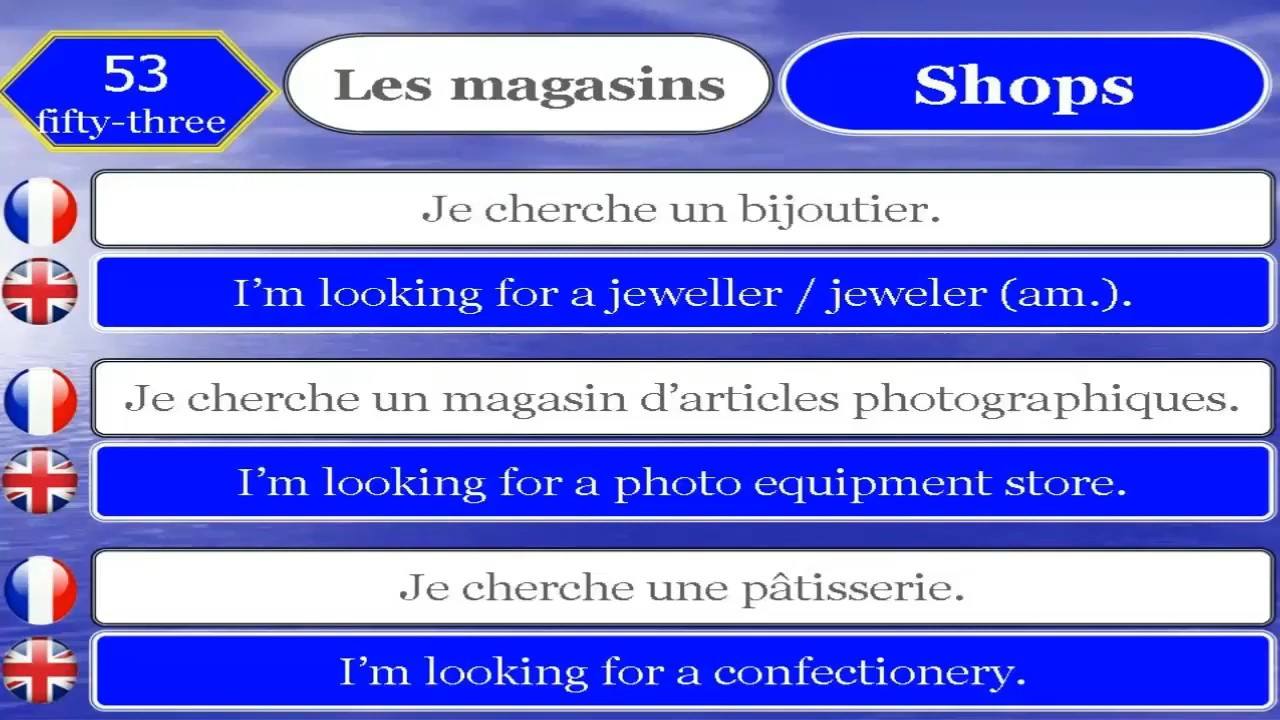 53
fifty-three
Les magasins
Shops
Je cherche un bijoutier.
I’m looking for a jeweller / jeweler (am.).
Je cherche un magasin d’articles photographiques.
I’m looking for a photo equipment store.
Je cherche une pâtisserie.
I’m looking for a confectionery.